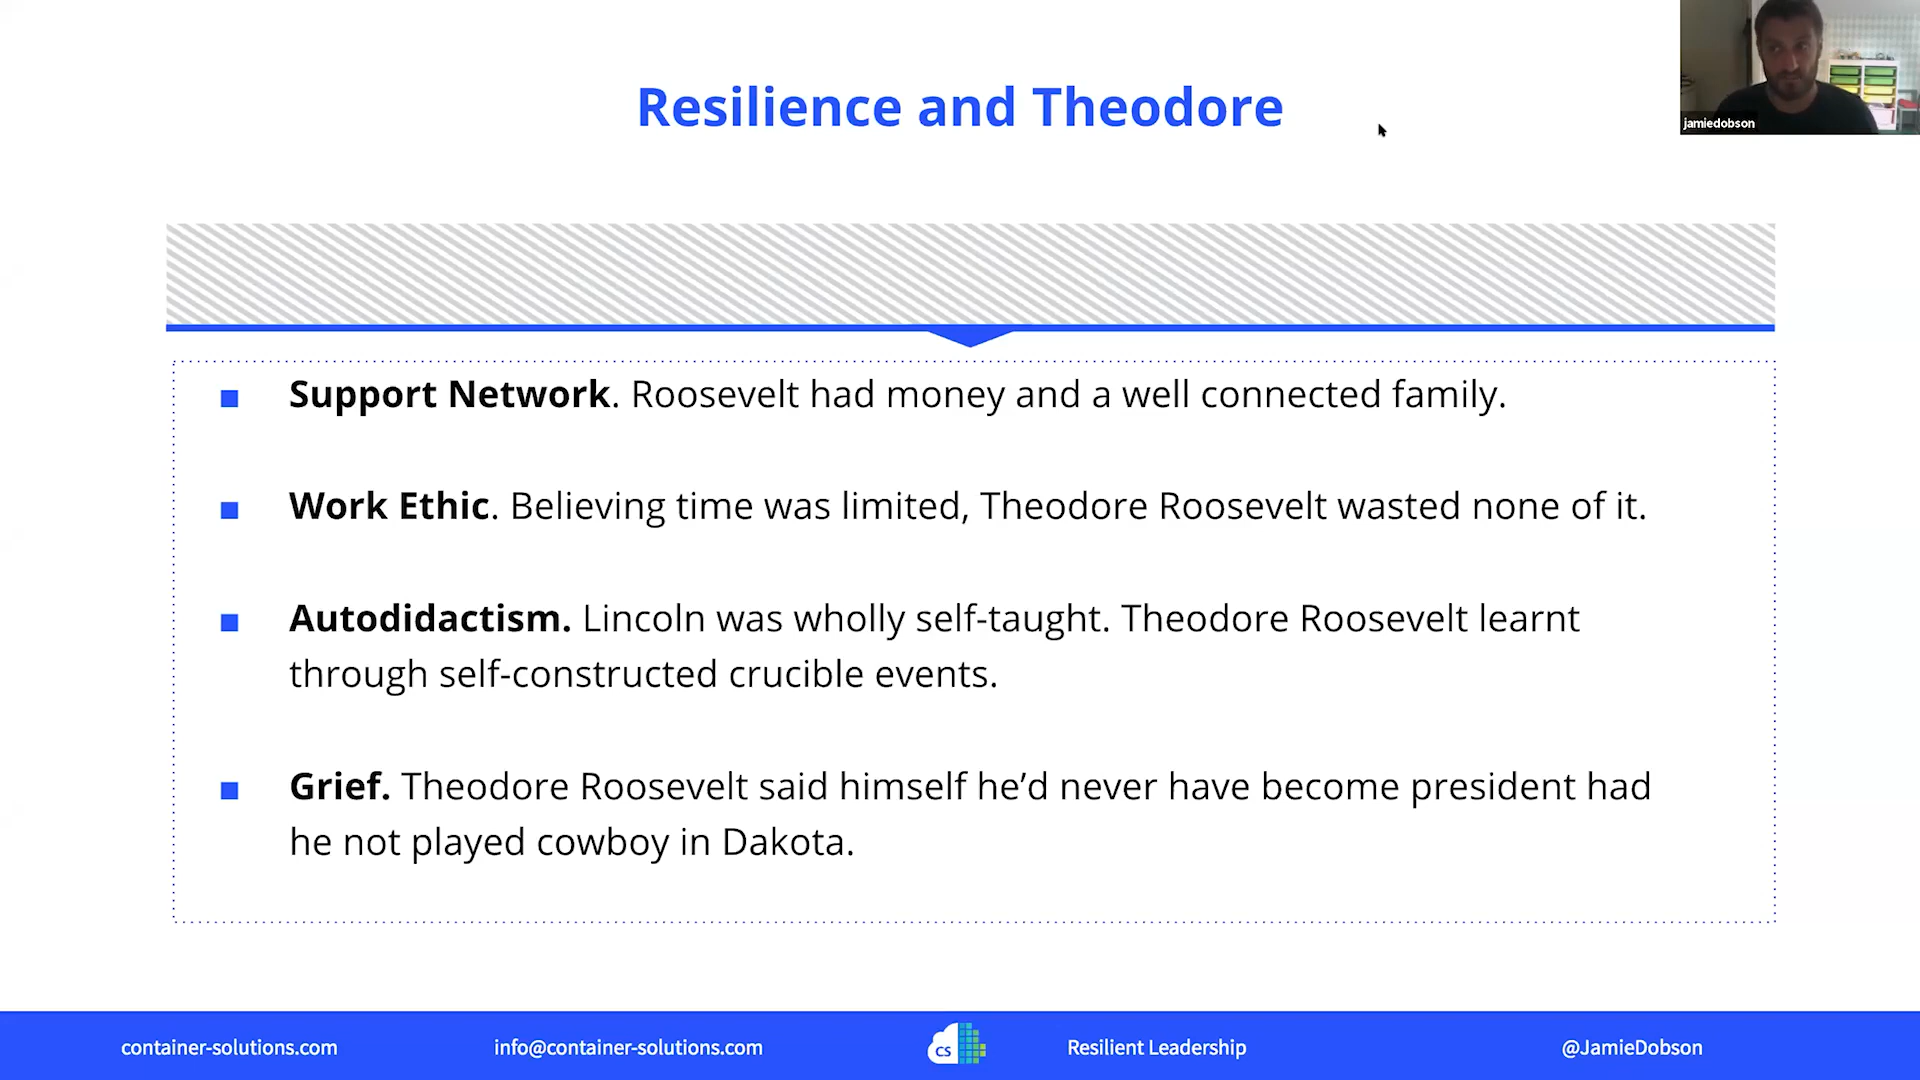 Resilience and Theodore
jamiedobson
Support Network. Roosevelt had money and a well connected family.
Work Ethic. Believing time was limited, Theodore Roosevelt wasted none of it.
Autodidactism. Lincoln was wholly self-taught. Theodore Roosevelt learnt
through self-constructed crucible events.
Grief. Theodore Roosevelt said himself he’d never have become president had
he not played cowboy in Dakota.
container-solutions.com
info@container-solutions.com
CS
Resilient Leadership
@JamieDobson